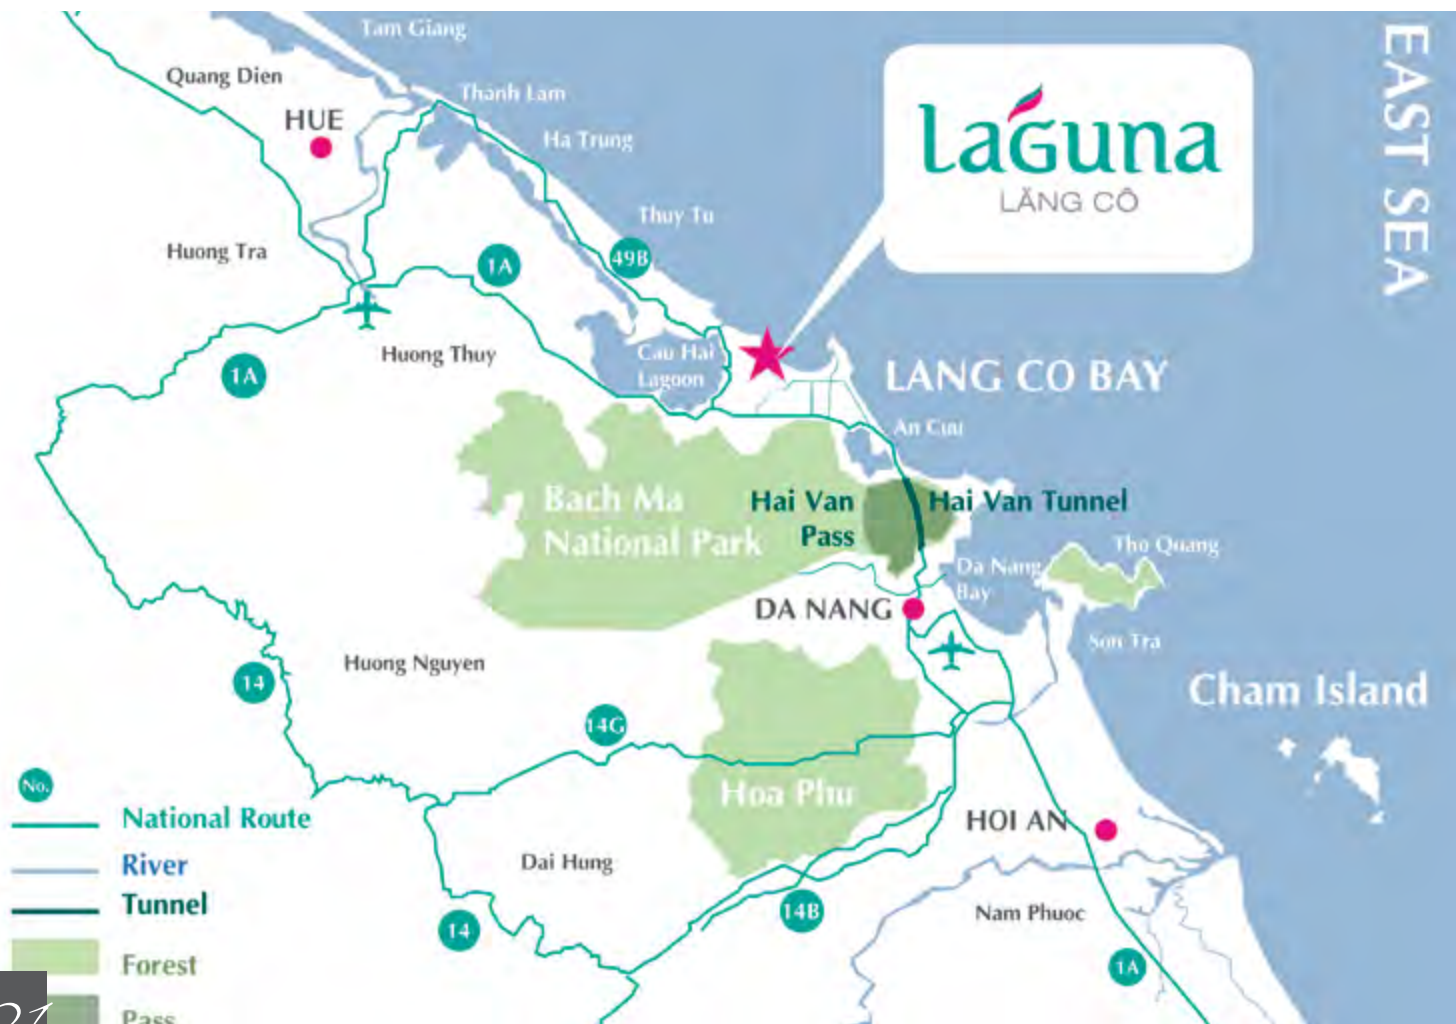 Tam Giang
EAST SEA
Quang Dien
Thanh Lam
HUE
Ha Trung
Laguna
LĂNG CÔ
Thuy Tu
Huong Tra
1A
49B
Huong Thuy
Cau Hai
Lagoon
1A
LANG CO BAY
An Cuu
Bach Ma
National Park
Hai Van
Pass
Hai Van Tunnel
Tho Quang
Da Nang
Bay
DA NANG
Son Tra
Huong Nguyen
14
Cham Island
14G
No.
Hoa Phu
National Route
HOI AN
River
Dai Hung
Tunnel
14B
Nam Phuoc
14
Forest
1A
21
Pass